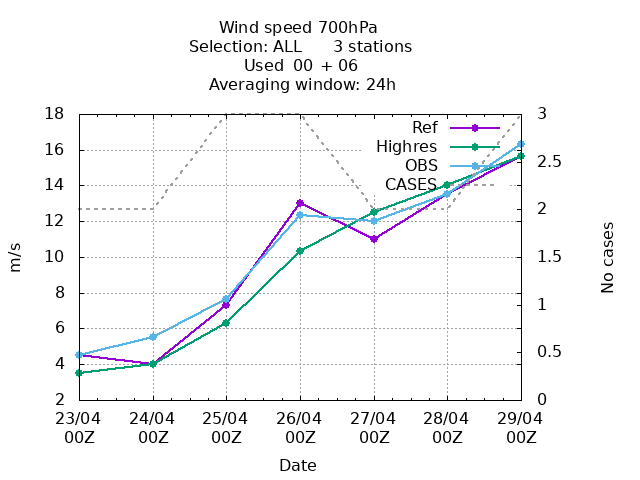 Wind speed 700hPa
Selection: ALL      3 stations
Used  00 + 06
Averaging window: 24h
18
16
14
12
10
8
6
4
2
m/s
3
2.5
2
1.5
1
0.5
0
No cases
Ref
Highres
OBS
CASES
23/04 24/04 25/04 26/04 27/04 28/04 29/04
00Z 00Z 00Z 00Z 00Z 00Z 00Z
Date